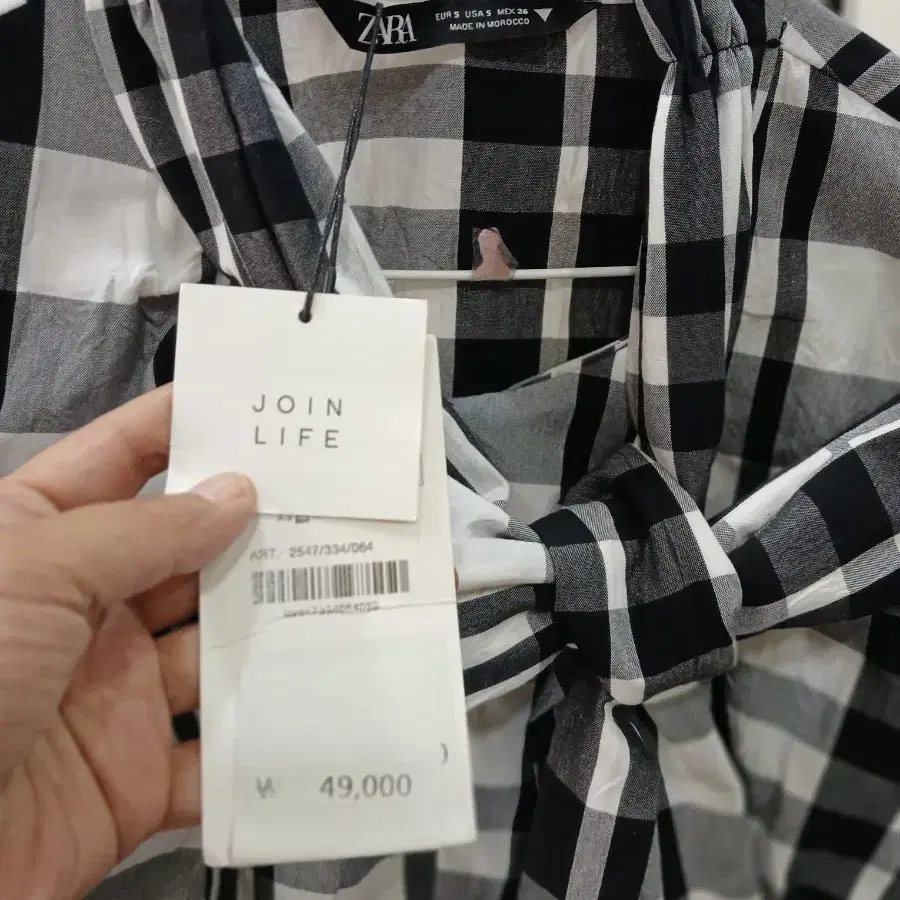 ZARA
EUR S USA S MEX 26
MADE IN MOROCCO
JOIN
LIFE
ART.: 2547/334/064
₩ 49,000